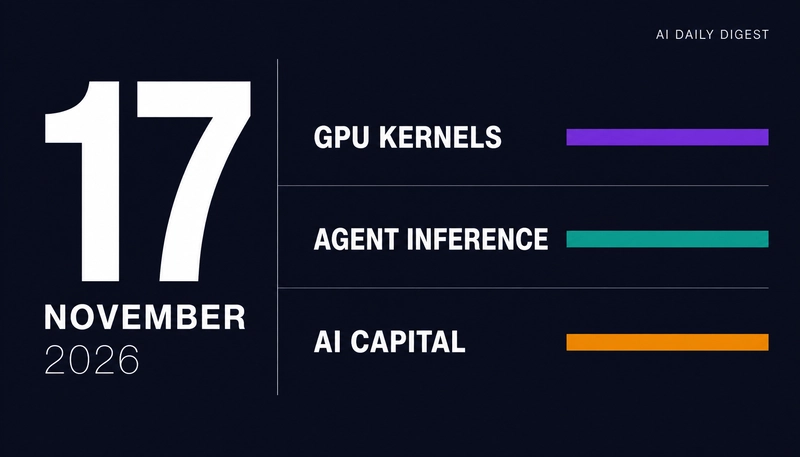 AI DAILY DIGEST
17
NOVEMBER
2026
GPU KERNELS
AGENT INFERENCE
AI CAPITAL